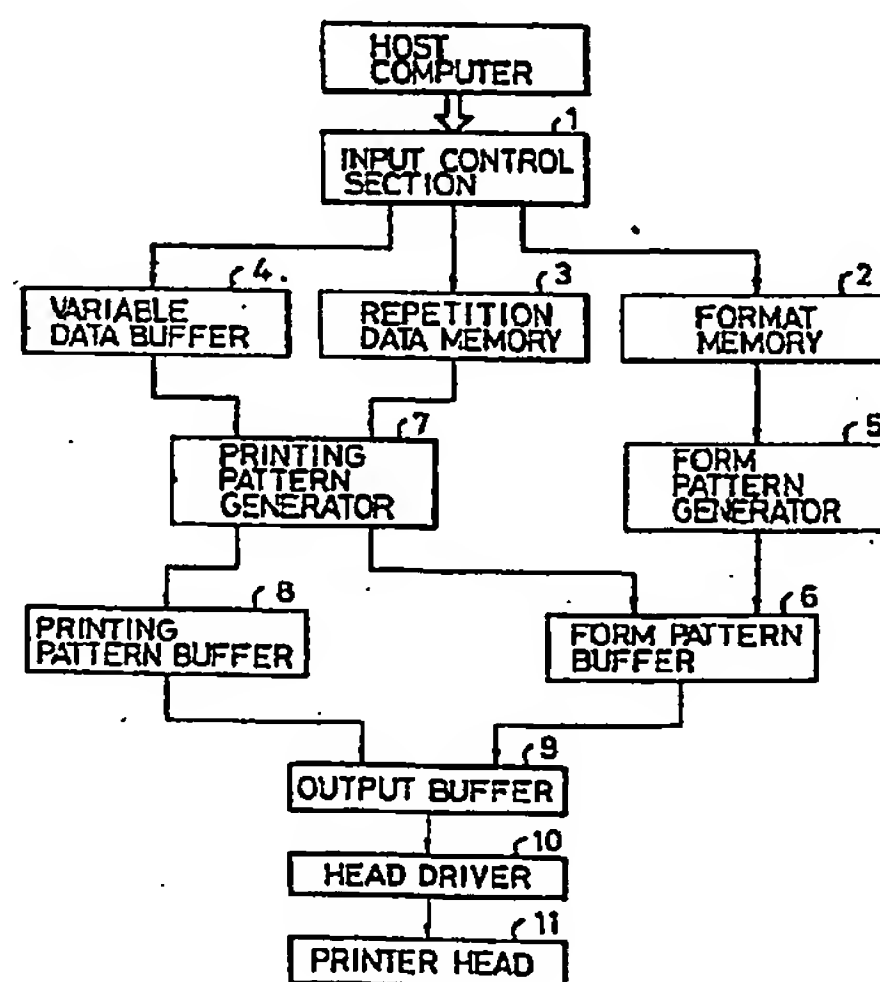 HOST
COMPUTER
1
INPUT CONTROL
SECTION
4
VARIABLE
DATA BUFFER
3
REPETITION
DATA MEMORY
2
FORMAT
MEMORY
7
PRINTING
PATTERN
GENERATOR
5
FORM
PATTERN
GENERATOR
8
PRINTING
PATTERN BUFFER
6
FORM PATTERN
BUFFER
9
OUTPUT BUFFER
10
HEAD DRIVER
11
PRINTER HEAD